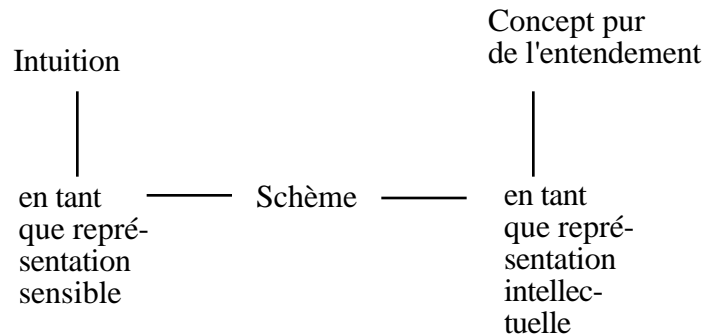 Concept pur
de l'entendement
Intuition
en tant
que repré-
sentation
sensible
Schème
en tant
que repré-
sentation
intellec-
tuelle